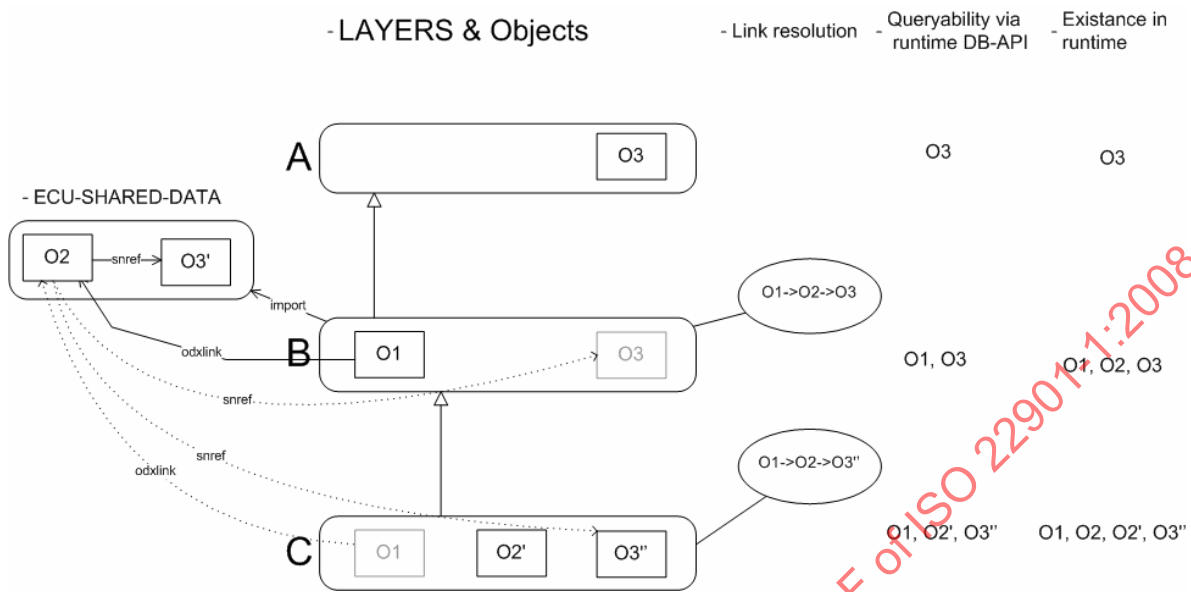 - LAYERS & Objects
- Link resolution
- Queryability via
runtime DB-API
- Existance in
runtime
A
O3
O3
O3
- ECU-SHARED-DATA
O2
snref
O3'
import
O1->O2->O3
odxlink
B
O1
O3
O1, O3
O1, O2, O3
snref
snref
odxlink
O1->O2->O3"
C
O1
O2'
O3"
O1, O2', O3"
O1, O2, O2', O3"
F of ISO 22901-1:2008